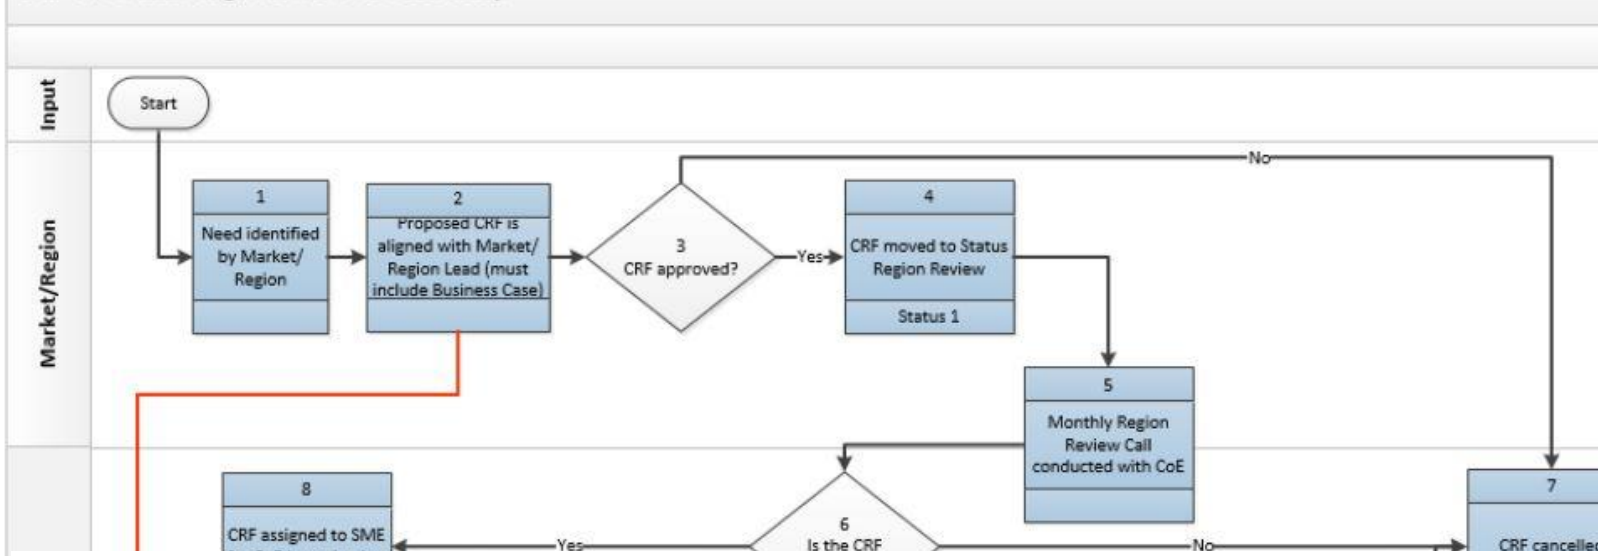 Input
Start
Market/Region
No
1
Need identified
by Market/
Region
2
Proposed CRF is
aligned with Market/
Region Lead (must
include Business Case)
3
CRF approved?
Yes
4
CRF moved to Status
Region Review
Status 1
5
Monthly Region
Review Call
conducted with CoE
8
CRF assigned to SME
Yes
6
Is the CRF
No
7
CRF cancelled